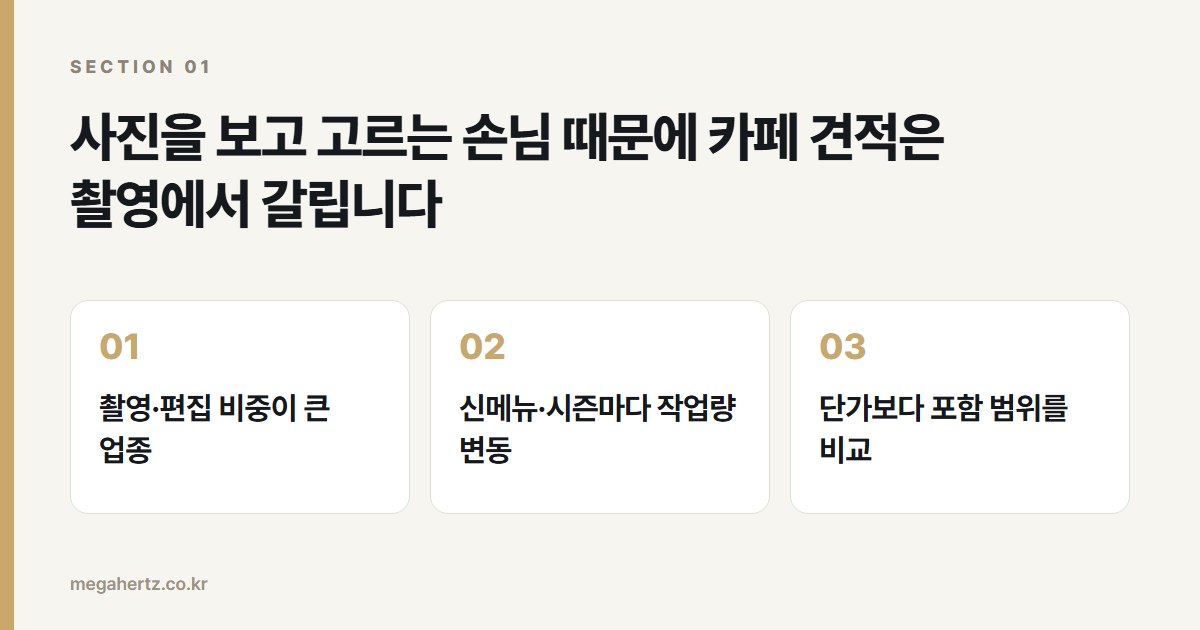 SECTION 01
사진을 보고 고르는 손님 때문에 카페 견적은
촬영에서 갈립니다
01
촬영·편집 비중이 큰
업종
02
신메뉴·시즌마다 작업량
변동
03
단가보다 포함 범위를
비교
megahertz.co.kr